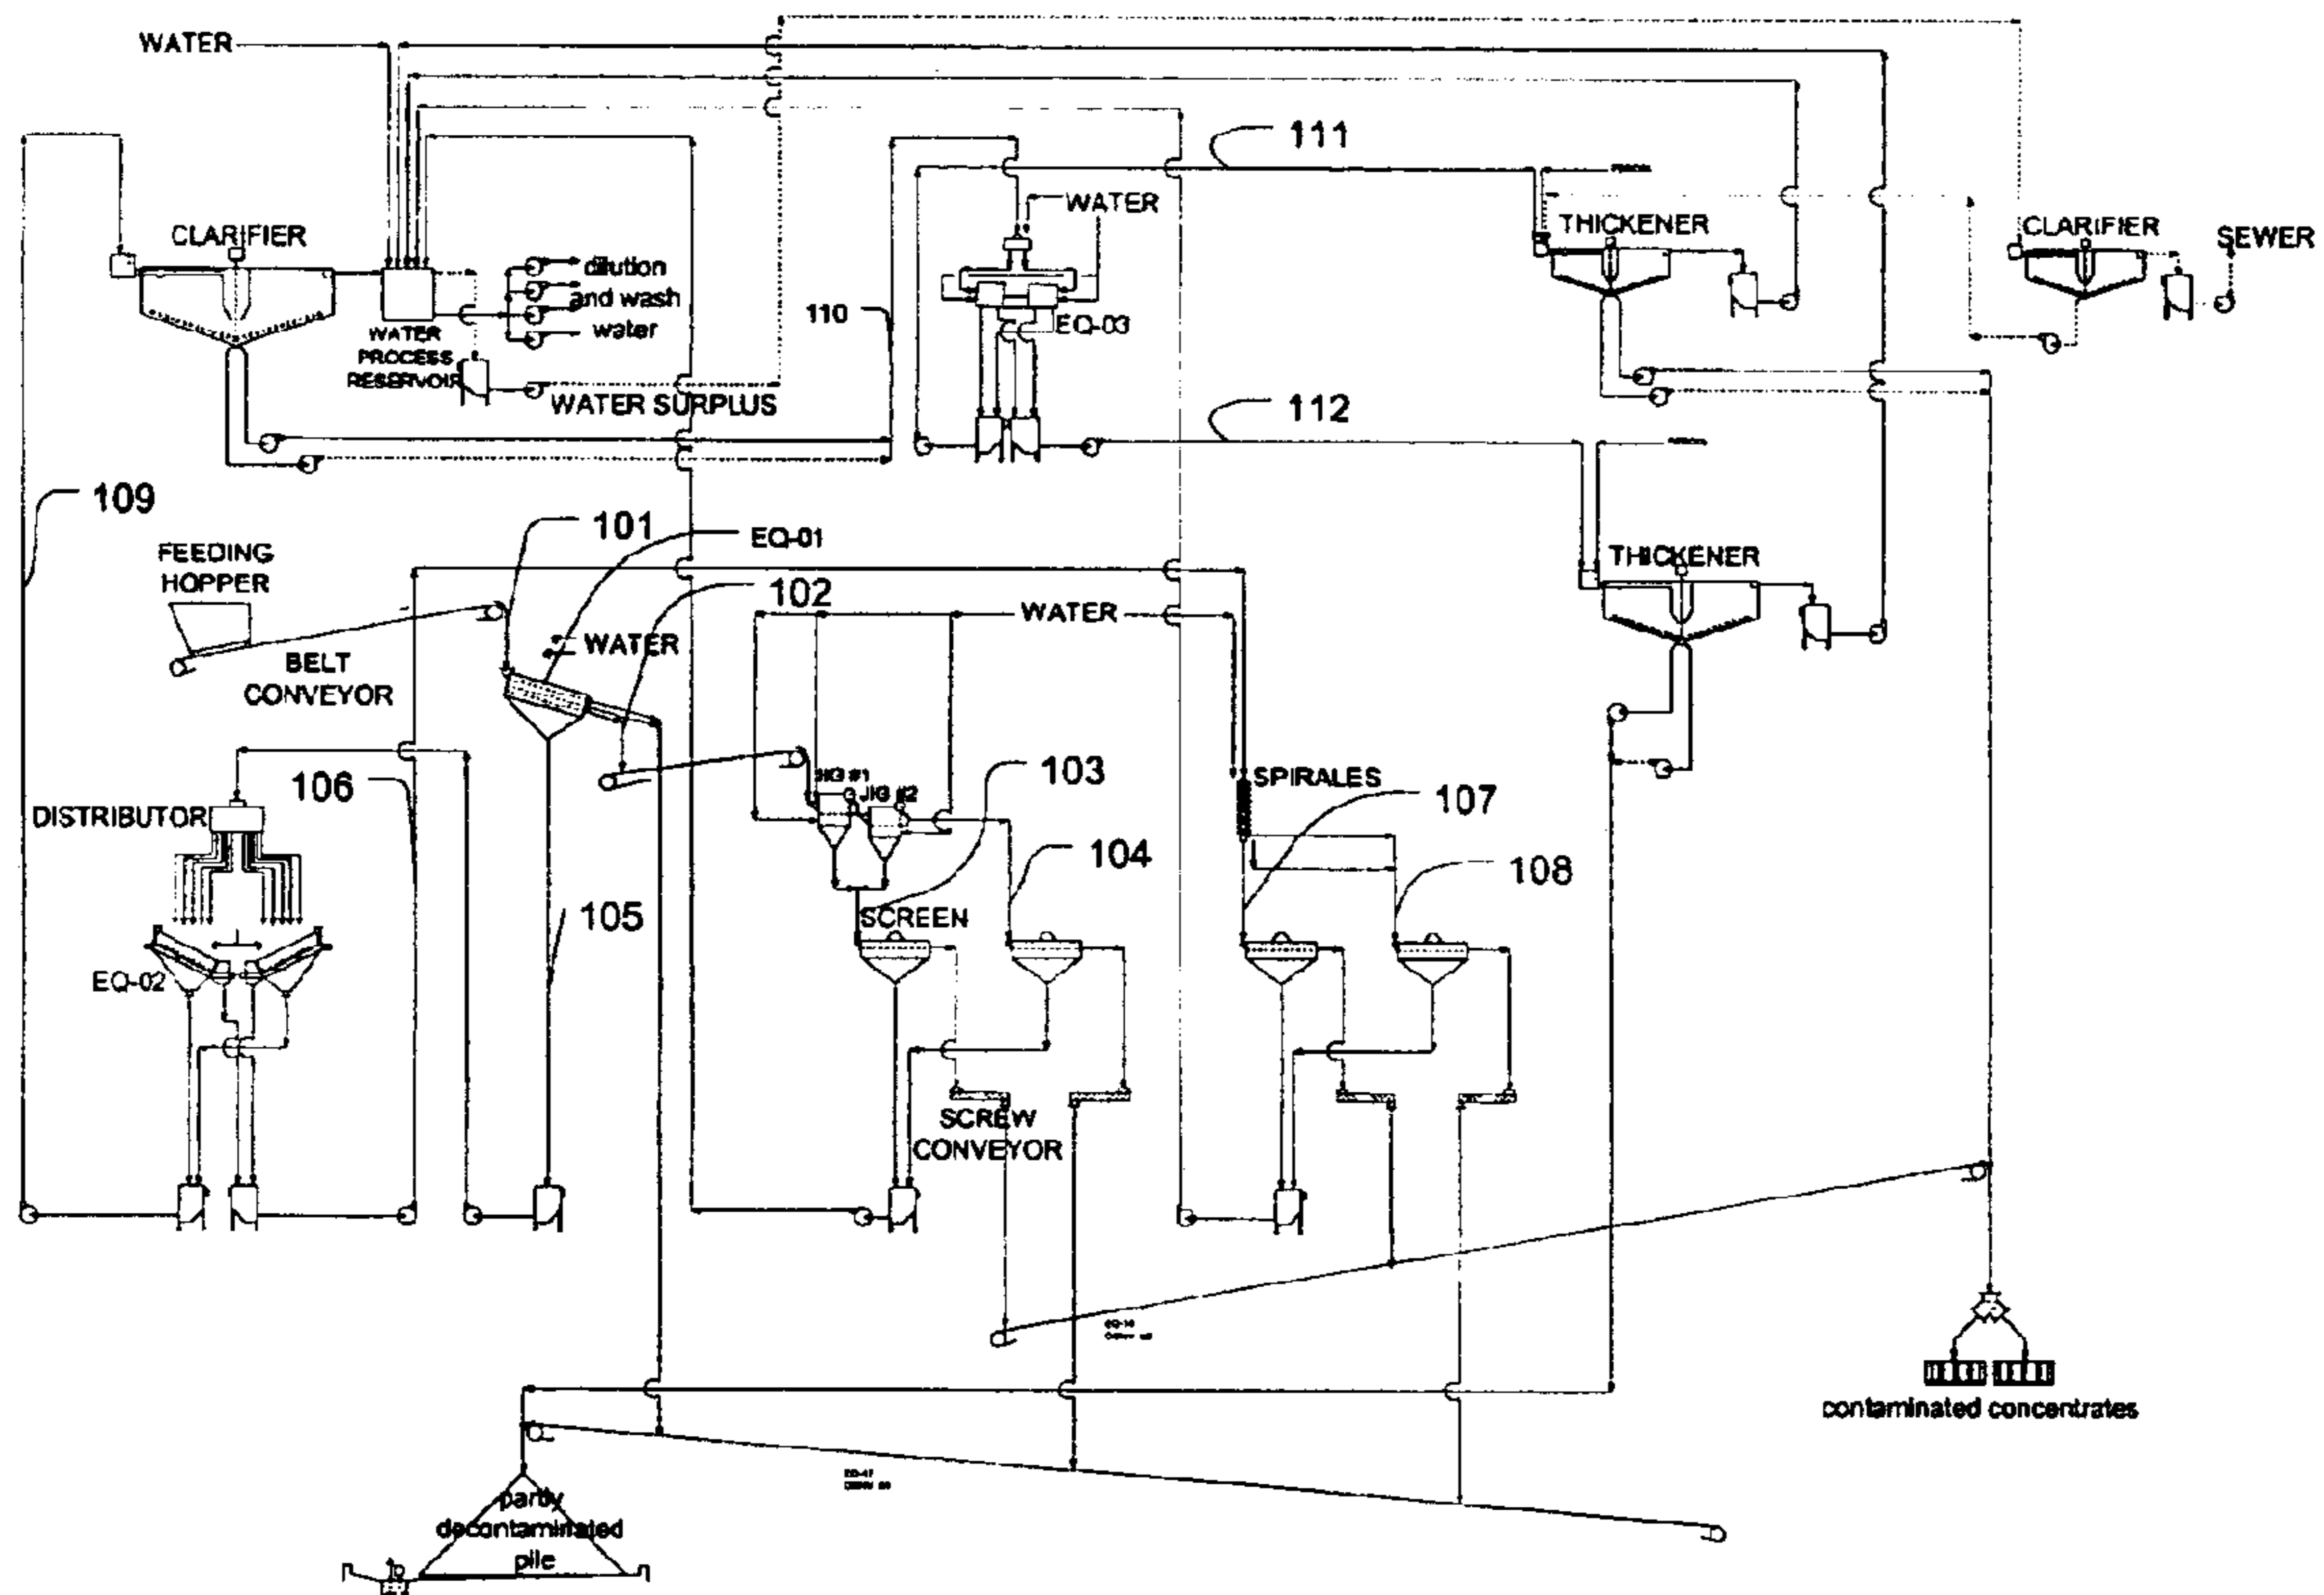 WATER
111
WATER
CLARIFIER
THICKENER
CLARIFIER
SEWER
dilution
and wash
water
WATER
PROCESS
RESERVOIR
110
EQ-03
WATER SURPLUS
112
109
101
EQ-01
FEEDING
HOPPER
THICKENER
102
WATER
WATER
BELT
CONVEYOR
103
JIG #1
JIG #2
SPIRALES
107
106
DISTRIBUTOR
104
108
105
SCREEN
EQ-02
SCREW
CONVEYOR
contaminated concentrates
partly
decontaminated
pile